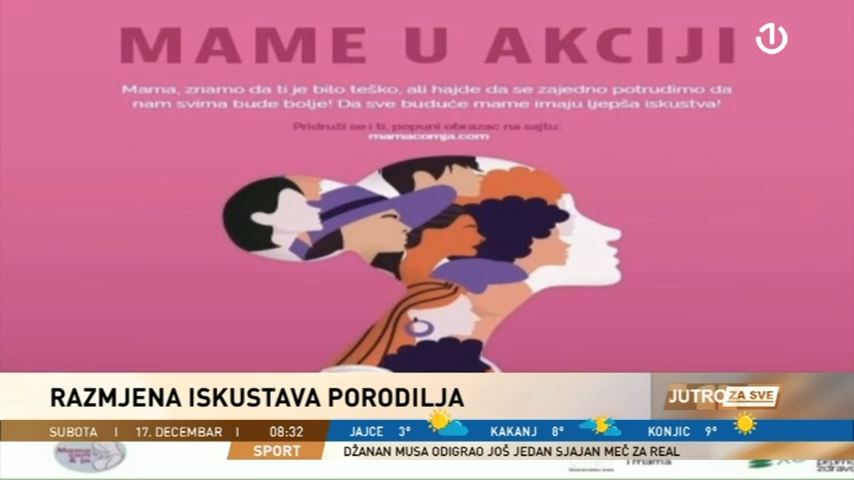 MAME U AKCIJI
1
Mama, znamo da ti je bilo teško, ali hajde da se zajedno potrudimo da
nam svima bude bolje! Da sve buduće mame imaju ljepša iskustva!
Pridruži se i ti, popuni obrazac na sajtu:
mamacomja.com
RAZMJENA ISKUSTAVA PORODILJA
JUTRO ZA SVE
SUBOTA I 17. DECEMBAR I 08:32
JAJCE 3° KAKANJ 8° KONJIC 9°
SPORT
DŽANAN MUSA ODIGRAO JOŠ JEDAN SJAJAN MEČ ZA REAL
i mama